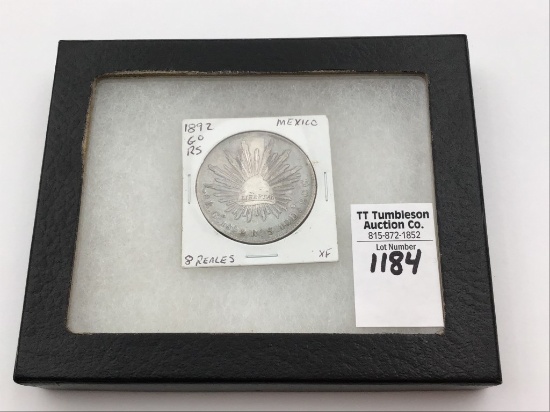 1892
Go
RS
MEXICO
LIBERTAD
8 REALES
XF
TT Tumbleson
Auction Co.
815-872-1852
Lot Number
1184